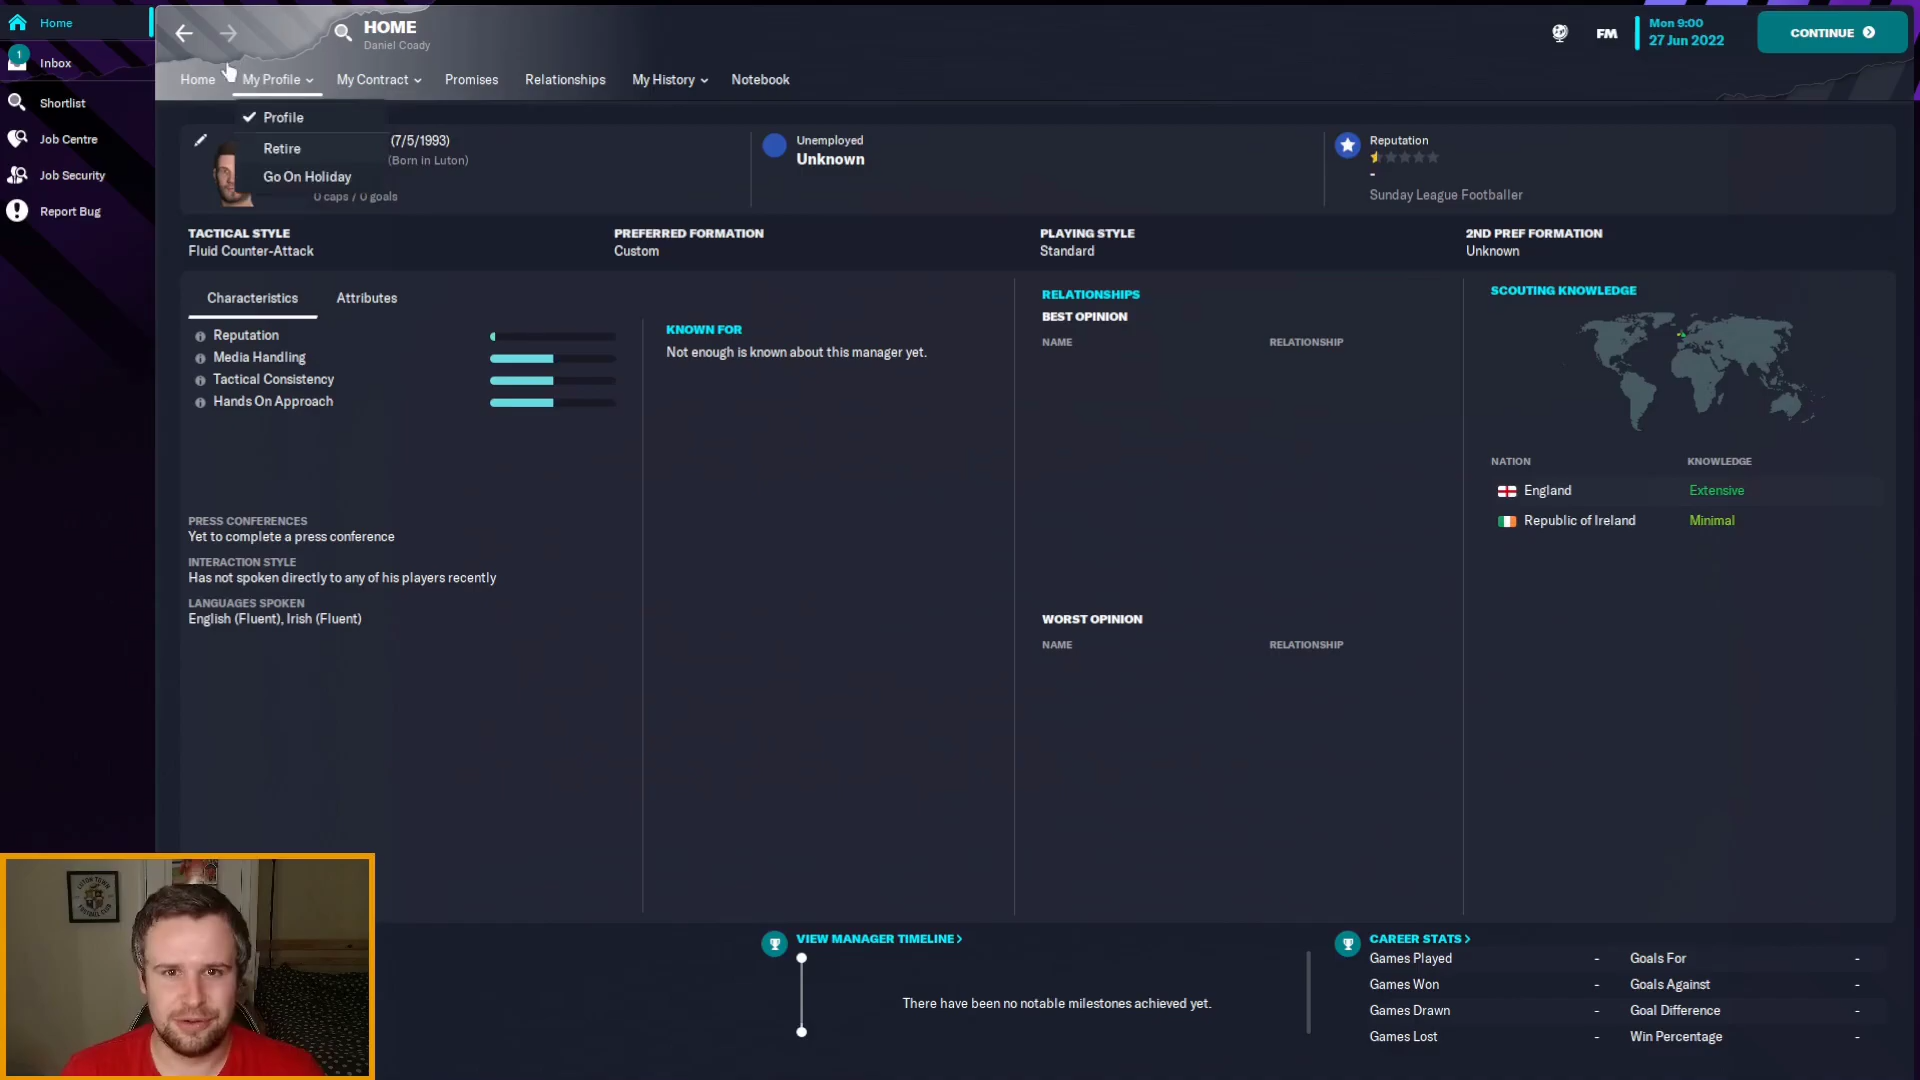 Home
1
Inbox
Shortlist
Job Centre
Job Security
Report Bug
HOME
Daniel Coady
FM
Mon 9:00
27 Jun 2022
CONTINUE
Home
My Profile
My Contract
Promises
Relationships
My History
Notebook
Profile
Retire
Go On Holiday
(7/5/1993)
(Born in Luton)
0 caps / 0 goals
Unemployed
Unknown
Reputation
-
Sunday League Footballer
TACTICAL STYLE
Fluid Counter-Attack
PREFERRED FORMATION
Custom
PLAYING STYLE
Standard
2ND PREF FORMATION
Unknown
Characteristics
Attributes
Reputation
Media Handling
Tactical Consistency
Hands On Approach
PRESS CONFERENCES
Yet to complete a press conference
INTERACTION STYLE
Has not spoken directly to any of his players recently
LANGUAGES SPOKEN
English (Fluent), Irish (Fluent)
KNOWN FOR
Not enough is known about this manager yet.
RELATIONSHIPS
BEST OPINION
NAME RELATIONSHIP
WORST OPINION
NAME RELATIONSHIP
SCOUTING KNOWLEDGE
NATION KNOWLEDGE
England Extensive
Republic of Ireland Minimal
VIEW MANAGER TIMELINE >
There have been no notable milestones achieved yet.
CAREER STATS >
Games Played - Goals For -
Games Won - Goals Against -
Games Drawn - Goal Difference -
Games Lost - Win Percentage -